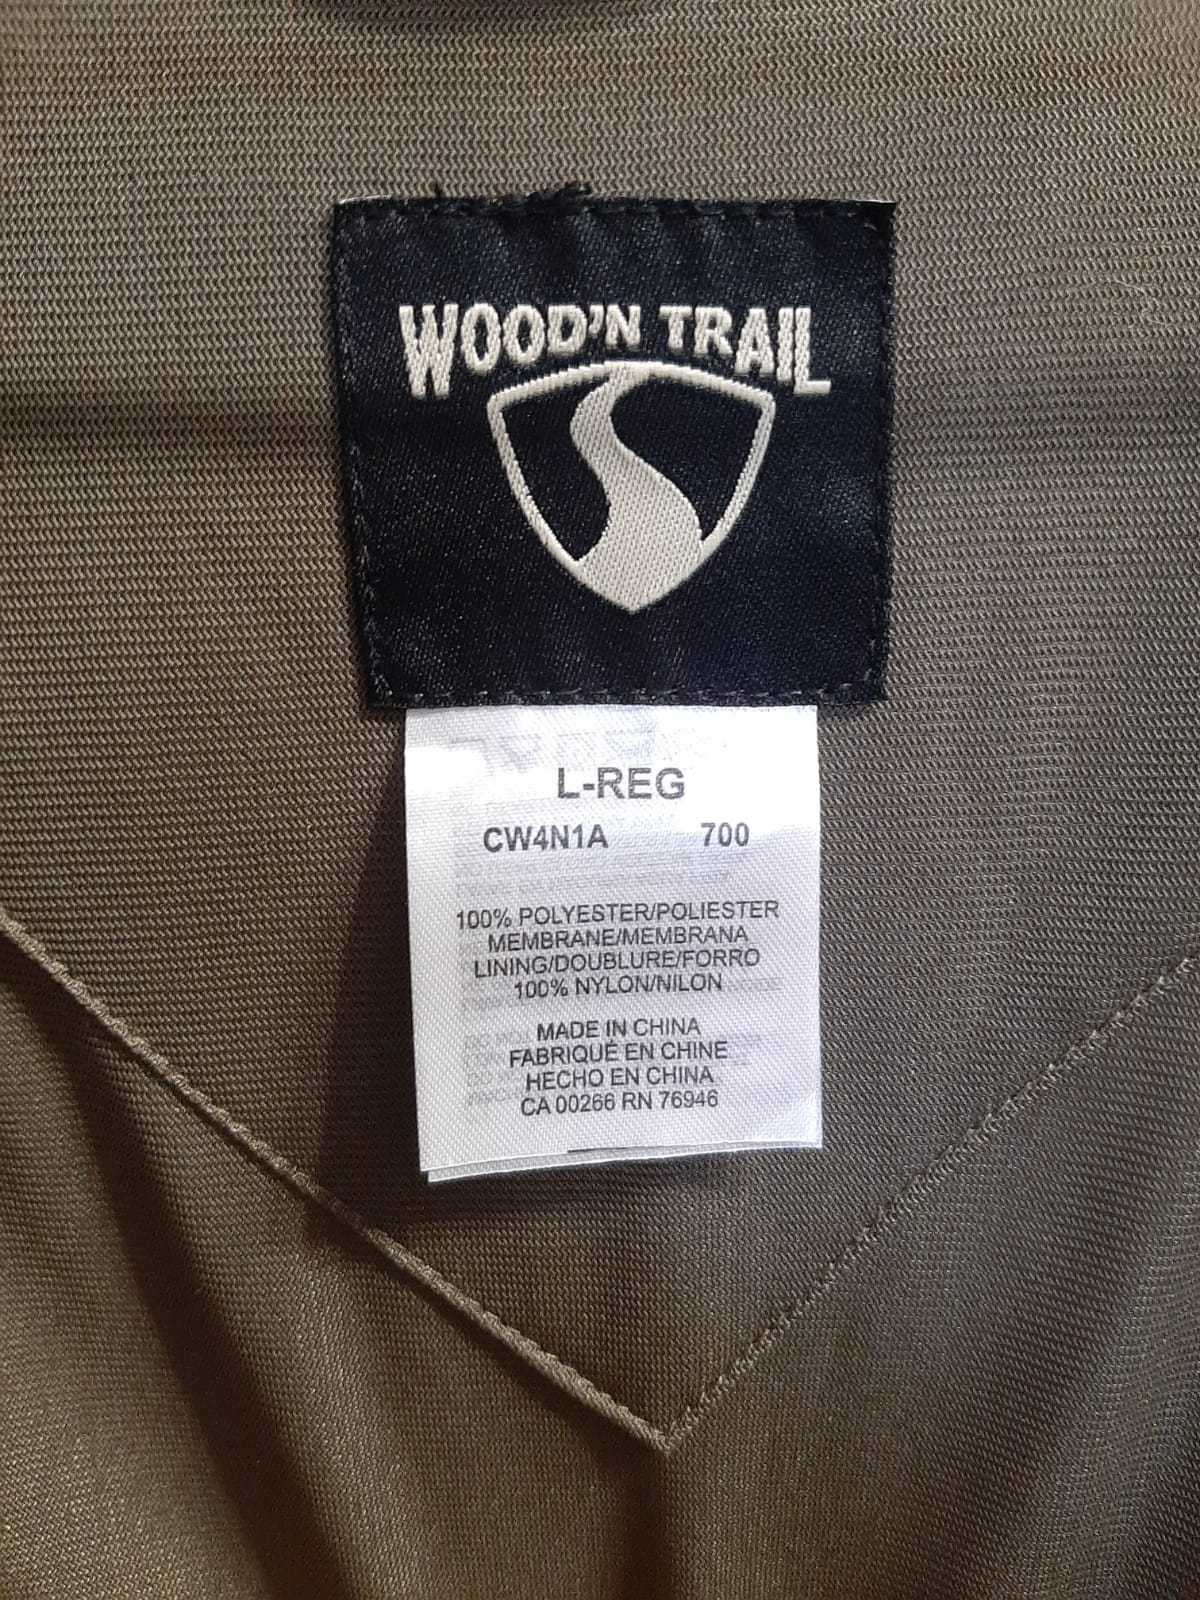 WOOD'N TRAIL
L-REG
CW4N1A 700
100% POLYESTER/POLIESTER
MEMBRANE/MEMBRANA
LINING/DOUBLURE/FORRO
100% NYLON/NILON
MADE IN CHINA
FABRIQUÉ EN CHINE
HECHO EN CHINA
CA 00266 RN 76946